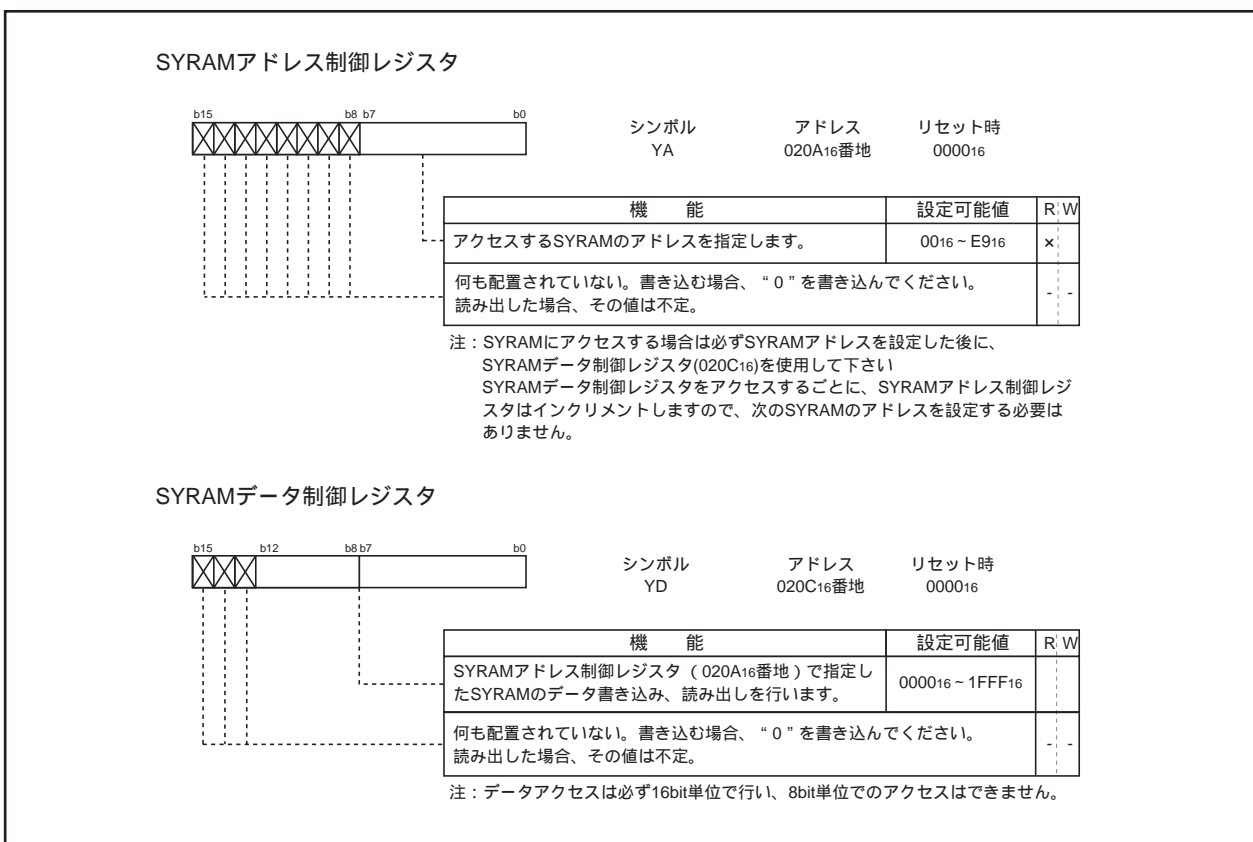 SYRAMアドレス制御レジスタ
b15 b8 b7 b0
シンボル アドレス リセット時
YA 020A16番地 000016
機 能 設定可能値 R W
アクセスするSYRAMのアドレスを指定します。 0016 ~ E916 ×
何も配置されていない。書き込む場合、“0”を書き込んでください。
読み出した場合、その値は不定。 - -
注：SYRAMにアクセスする場合は必ずSYRAMアドレスを設定した後に、
SYRAMデータ制御レジスタ(020C16)を使用して下さい
SYRAMデータ制御レジスタをアクセスするごとに、SYRAMアドレス制御レジ
スタはインクリメントしますので、次のSYRAMのアドレスを設定する必要は
ありません。
SYRAMデータ制御レジスタ
b15 b12 b8 b7 b0
シンボル アドレス リセット時
YD 020C16番地 000016
機 能 設定可能値 R W
SYRAMアドレス制御レジスタ（020A16番地）で指定し
たSYRAMのデータ書き込み、読み出しを行います。 000016 ~ 1FFF16
何も配置されていない。書き込む場合、“0”を書き込んでください。
読み出した場合、その値は不定。 - -
注：データアクセスは必ず16bit単位で行い、8bit単位でのアクセスはできません。